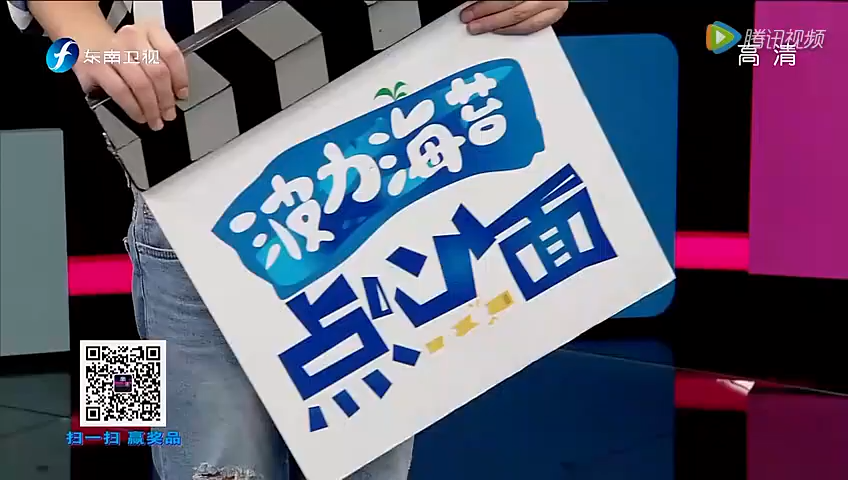 东南卫视
腾讯视频
高清
波力海苔
点心面
扫一扫 赢奖品